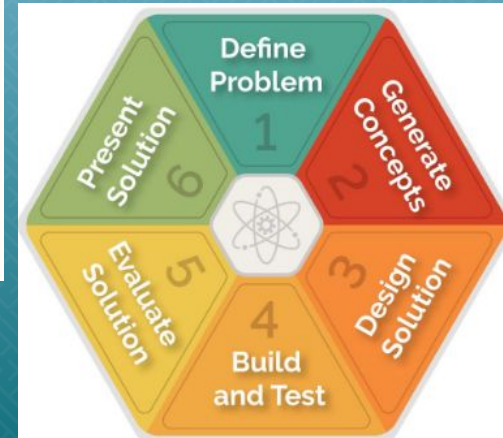 Define
Problem
1
Generate
Concepts
2
Design
Solution
3
4
Build
and Test
Evaluate
Solution
5
Present
Solution
6